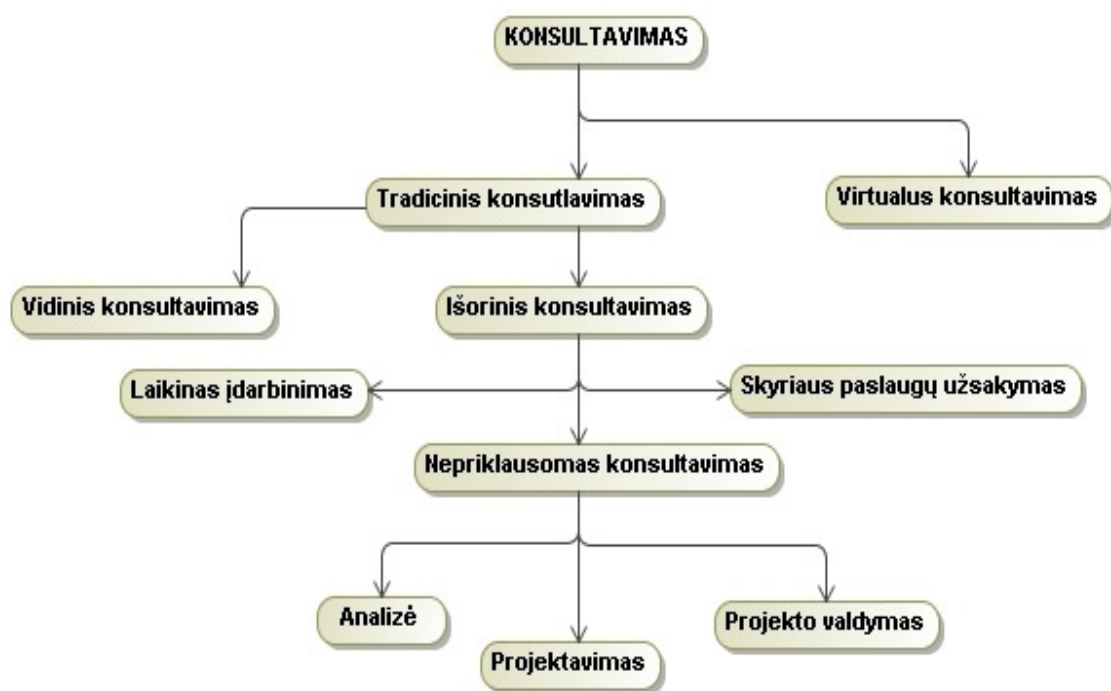 KONSULTAVIMAS
Tradicinis konsutlavimas
Virtualus konsultavimas
Vidinis konsultavimas
Išorinis konsultavimas
Laikinas įdarbinimas
Skyriaus paslaugų užsakymas
Nepriklausomas konsultavimas
Analizė
Projektavimas
Projekto valdymas